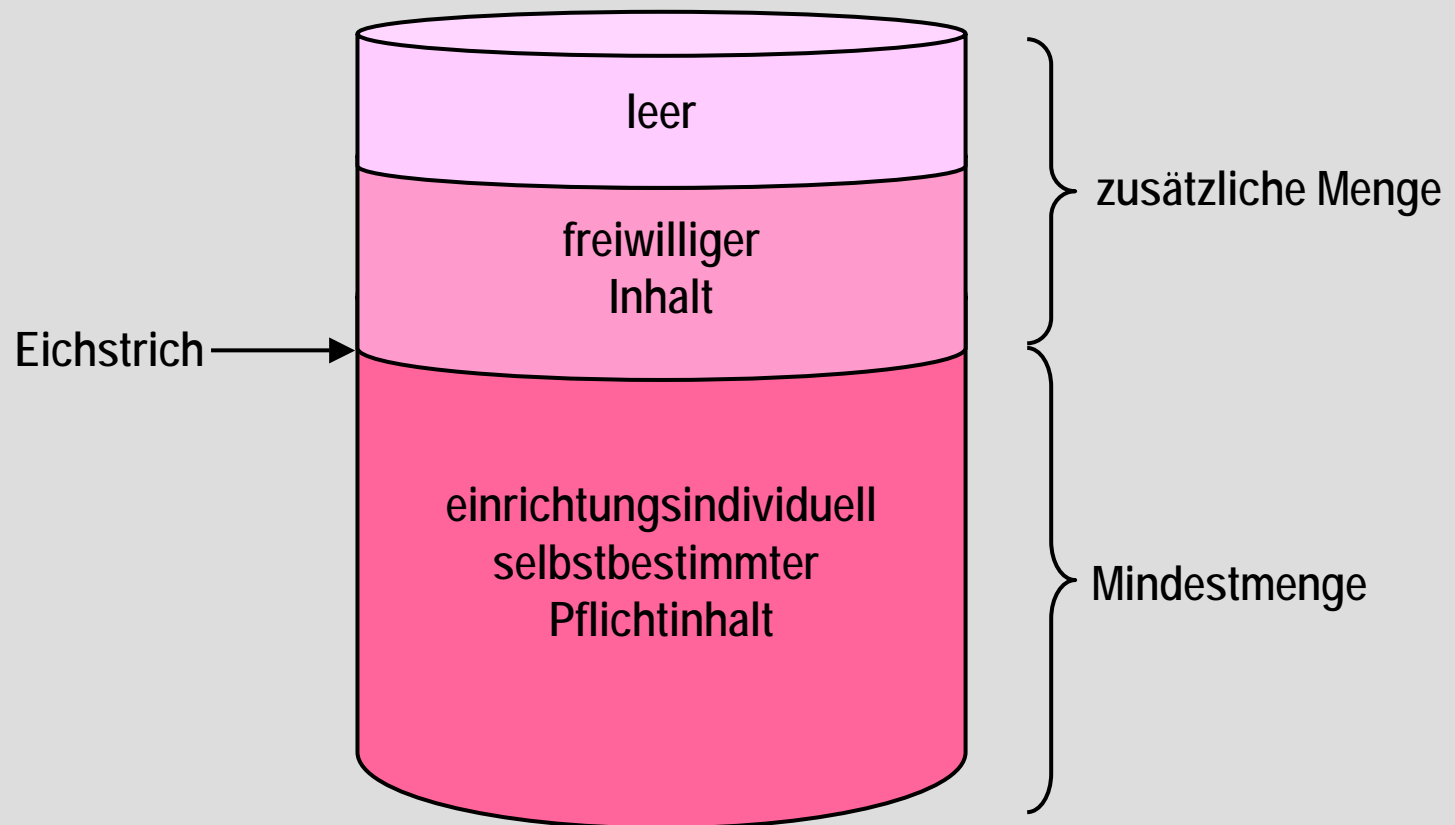 leer
zusätzliche Menge
freiwilliger
Inhalt
Eichstrich
einrichtungsindividuell
selbstbestimmter
Pflichtinhalt
Mindestmenge